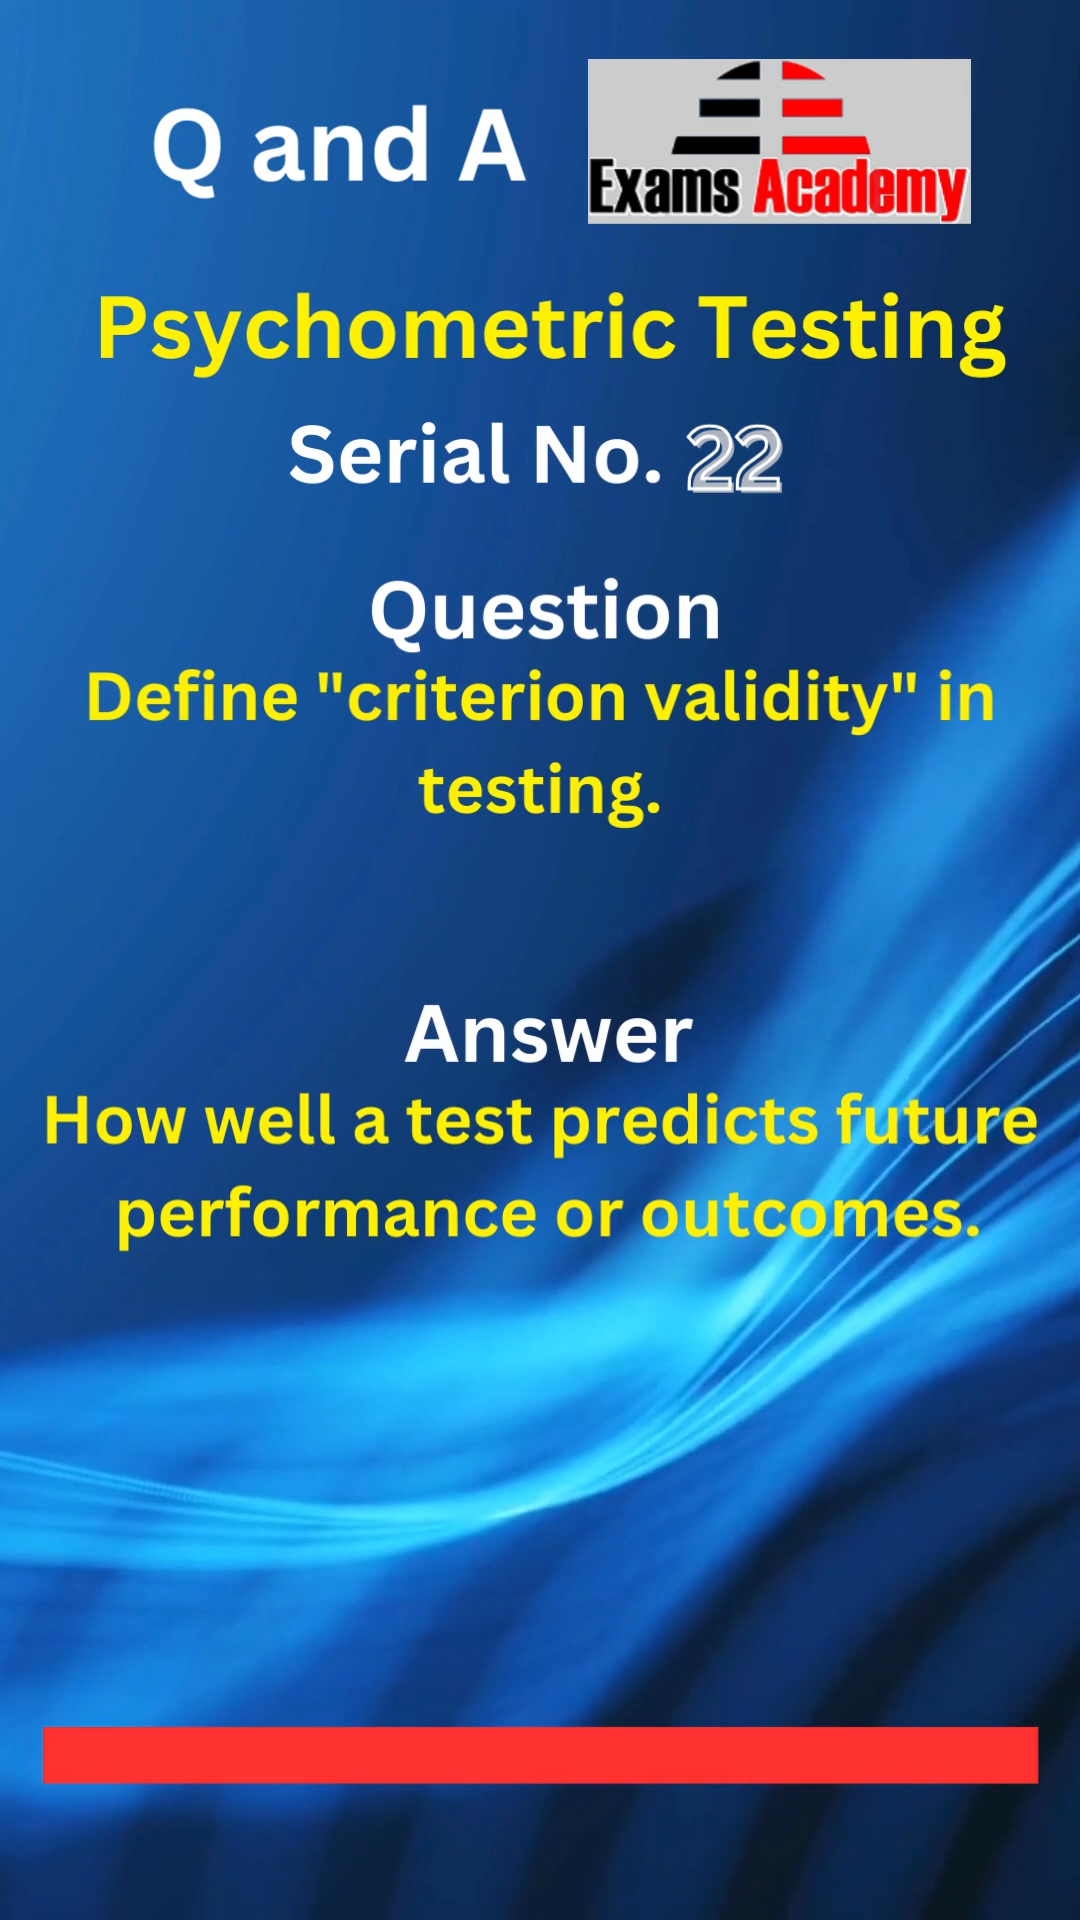 Q and A
Exams Academy
Psychometric Testing
Serial No. 22
Question
Define "criterion validity" in
testing.
Answer
How well a test predicts future
performance or outcomes.